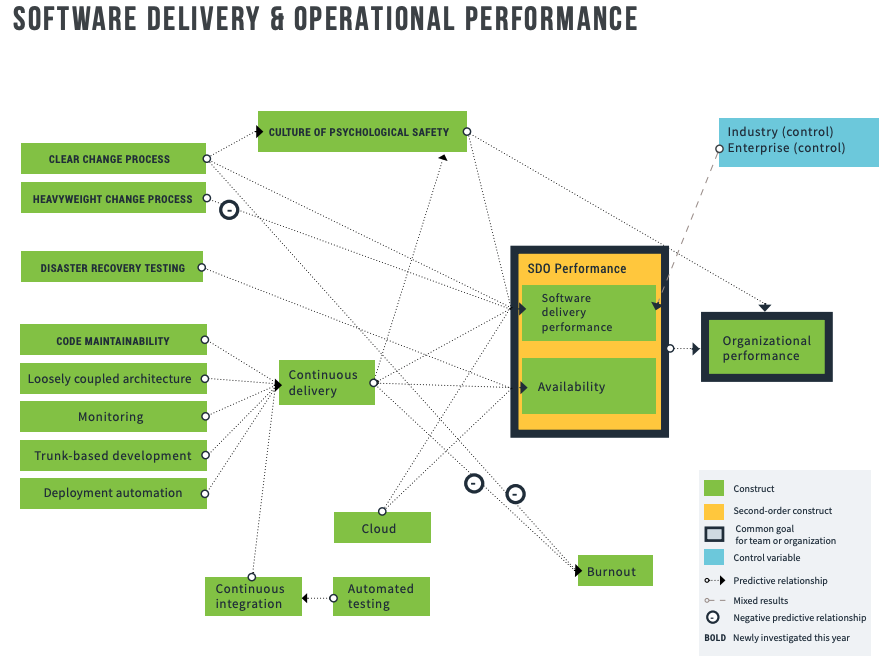 SOFTWARE DELIVERY & OPERATIONAL PERFORMANCE
CULTURE OF PSYCHOLOGICAL SAFETY
Industry (control)
Enterprise (control)
CLEAR CHANGE PROCESS
HEAVYWEIGHT CHANGE PROCESS
-
DISASTER RECOVERY TESTING
SDO Performance
Software
delivery
performance
Organizational
performance
Availability
CODE MAINTAINABILITY
Loosely coupled architecture
Monitoring
Trunk-based development
Deployment automation
Continuous
delivery
-
-
Cloud
Burnout
Continuous
integration
Automated
testing
Construct
Second-order construct
Common goal
for team or organization
Control variable
Predictive relationship
Mixed results
- Negative predictive relationship
BOLD Newly investigated this year